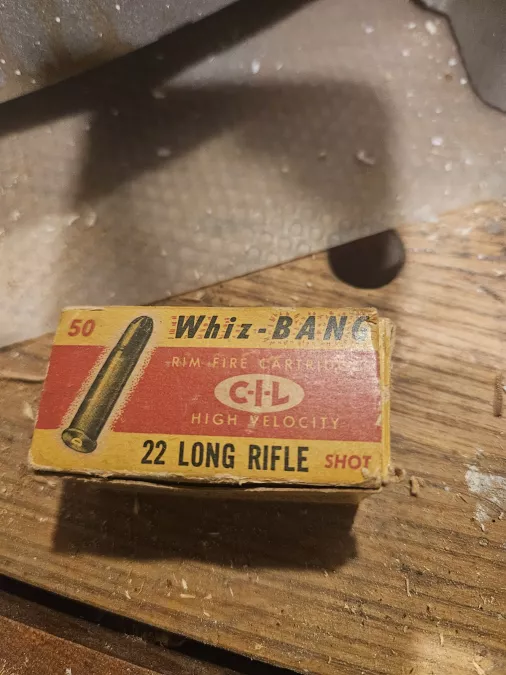 50 Whiz-BANG
RIM FIRE CARTRIDGES
C-I-L
HIGH VELOCITY
22 LONG RIFLE SHOT